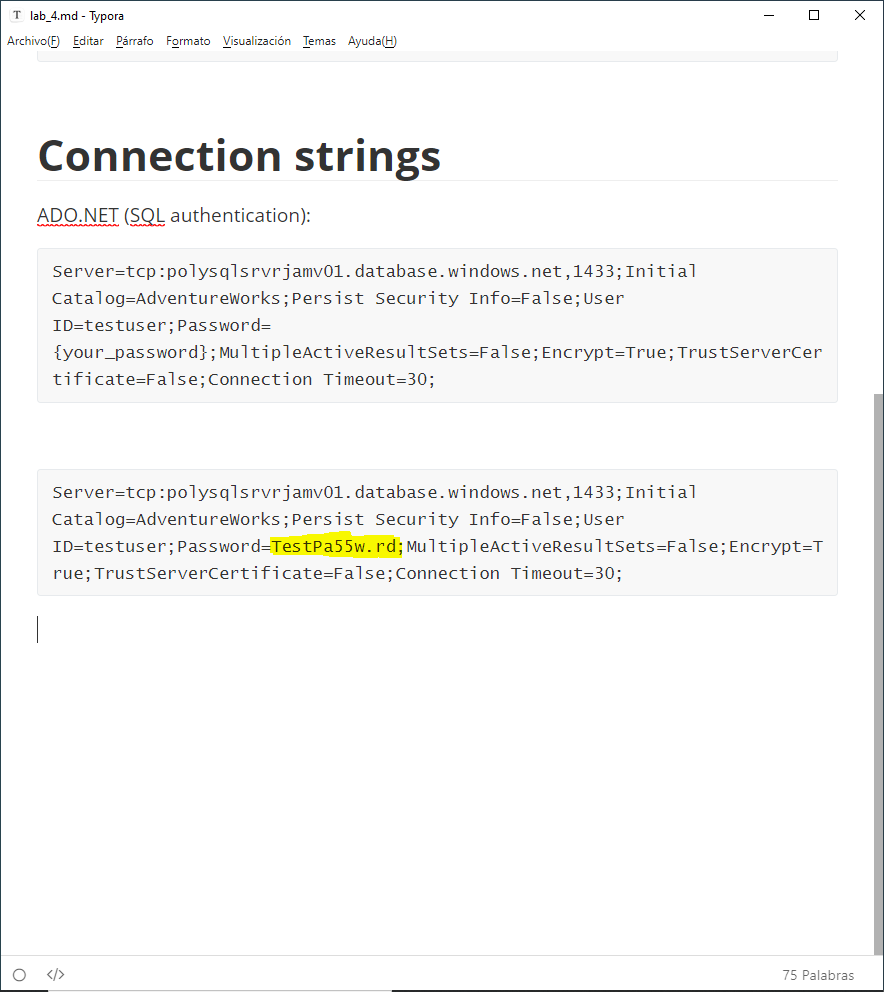 lab_4.md - Typora
Archivo(F) Editar Párrafo Formato Visualización Temas Ayuda(H)
Connection strings
ADO.NET (SQL authentication):
Server=tcp:polysqlsrvrjamv01.database.windows.net,1433;Initial
Catalog=AdventureWorks;Persist Security Info=False;User
ID=testuser;Password=
{your_password};MultipleActiveResultSets=False;Encrypt=True;TrustServerCer
tificate=False;Connection Timeout=30;
Server=tcp:polysqlsrvrjamv01.database.windows.net,1433;Initial
Catalog=AdventureWorks;Persist Security Info=False;User
ID=testuser;Password=TestPa55w.rd;MultipleActiveResultSets=False;Encrypt=T
rue;TrustServerCertificate=False;Connection Timeout=30;
75 Palabras